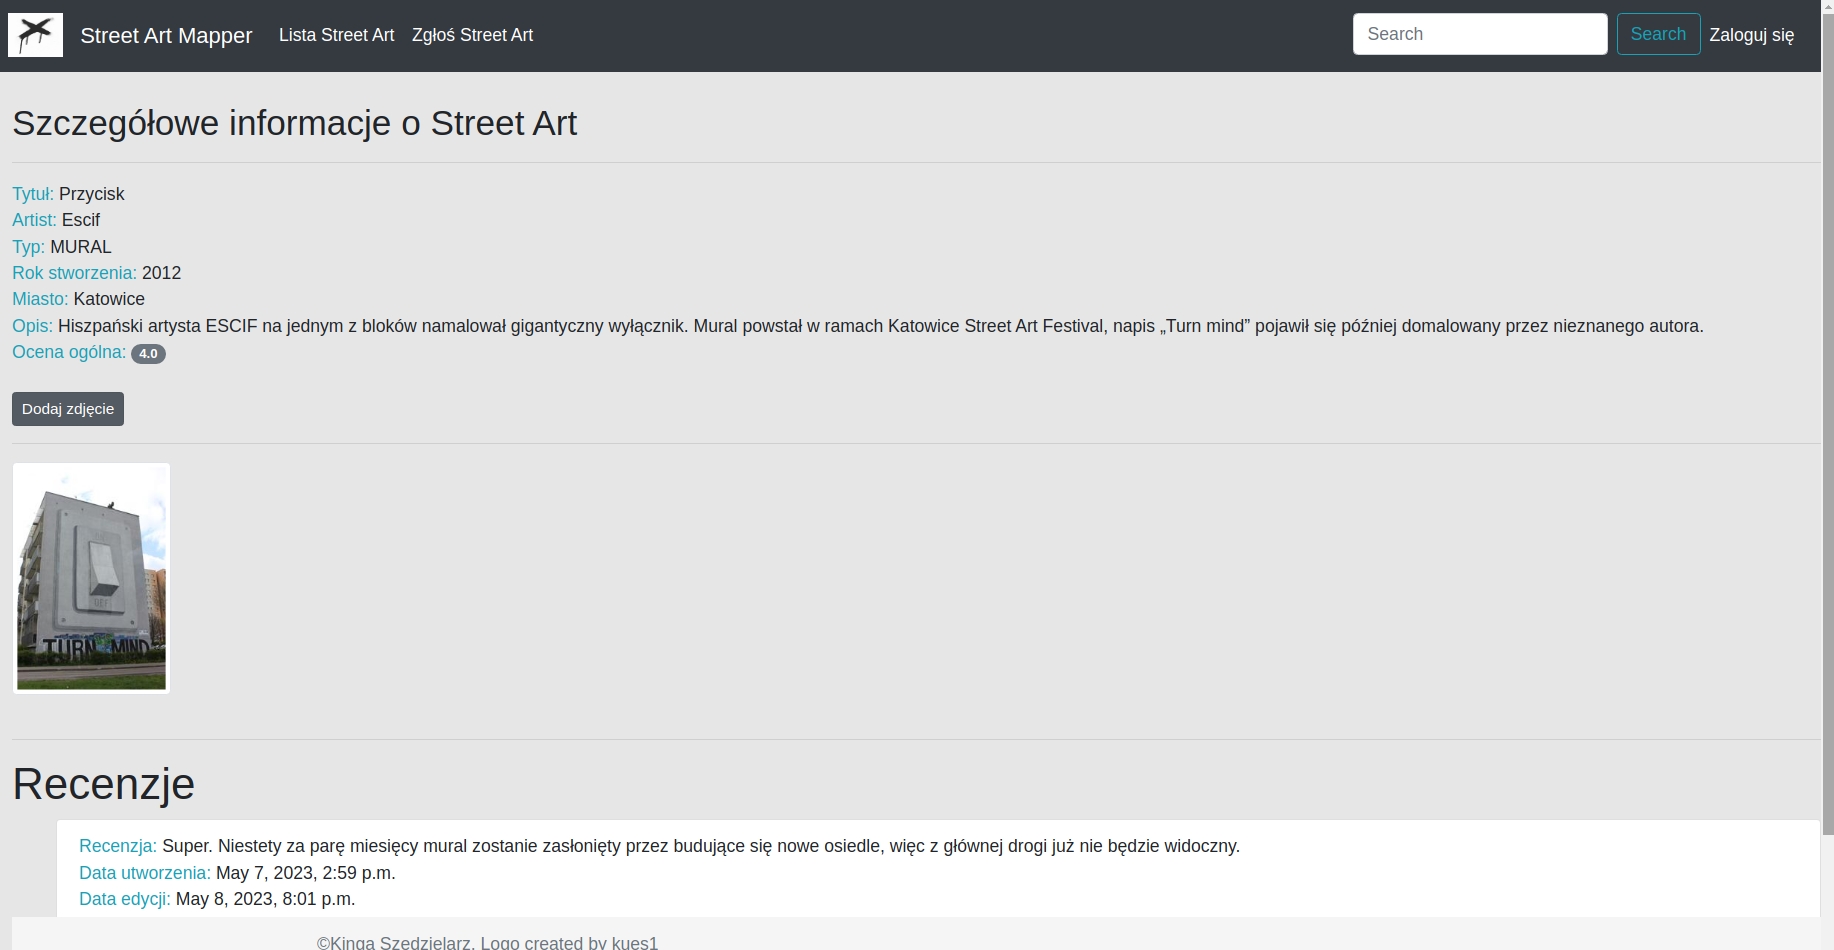 Street Art Mapper Lista Street Art Zgłoś Street Art Search Search Zaloguj się
Szczegółowe informacje o Street Art
Tytuł: Przycisk
Artist: Escif
Typ: MURAL
Rok stworzenia: 2012
Miasto: Katowice
Opis: Hiszpański artysta ESCIF na jednym z bloków namalował gigantyczny wyłącznik. Mural powstał w ramach Katowice Street Art Festival, napis „Turn mind” pojawił się później domalowany przez nieznanego autora.
Ocena ogólna: 4.0
Dodaj zdjęcie
OFF
TURN MIND
Recenzje
Recenzja: Super. Niestety za parę miesięcy mural zostanie zasłonięty przez budujące się nowe osiedle, więc z głównej drogi już nie będzie widoczny.
Data utworzenia: May 7, 2023, 2:59 p.m.
Data edycji: May 8, 2023, 8:01 p.m.
©Kinga Szedzielarz. Logo created by kues1